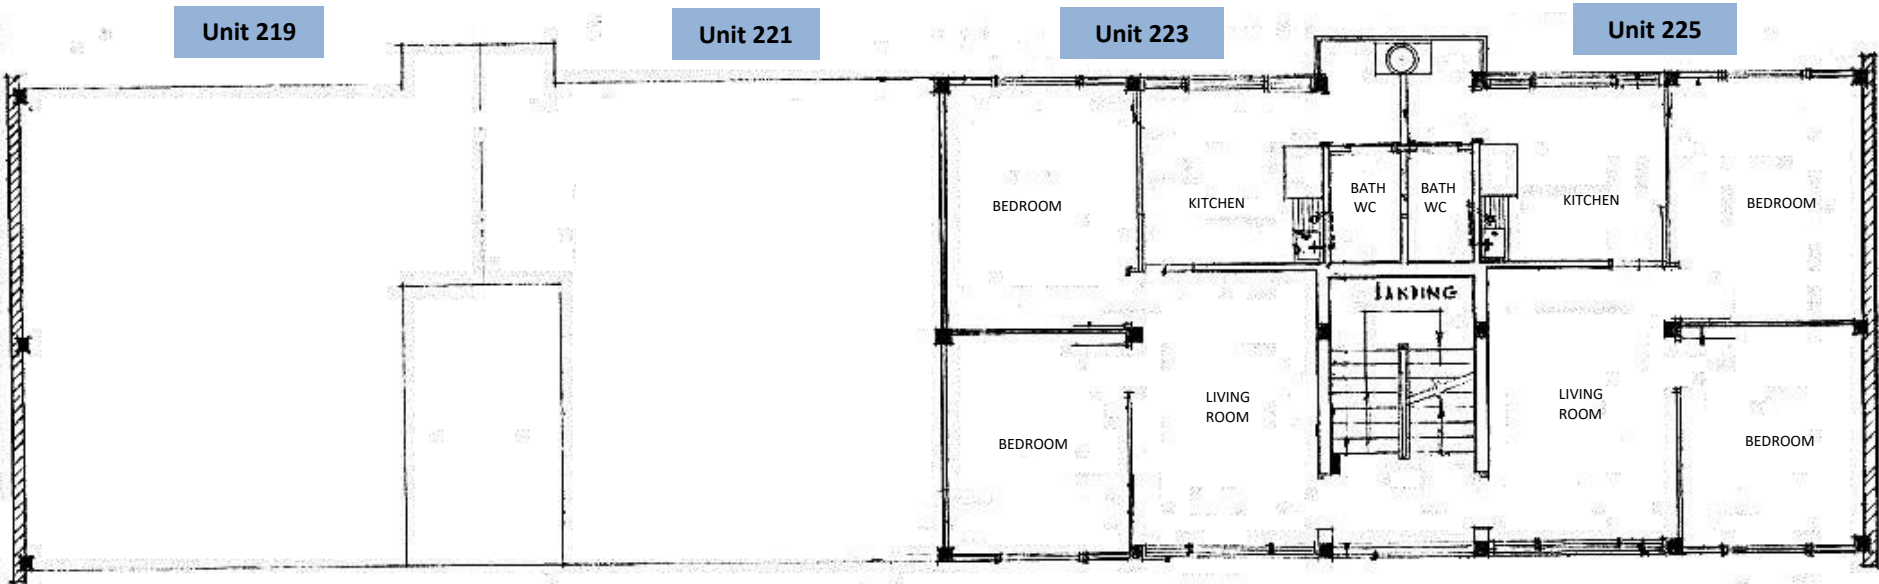 Unit 219
Unit 221
Unit 223
Unit 225
BEDROOM
KITCHEN
BATH
WC
BATH
WC
KITCHEN
BEDROOM
LANDING
BEDROOM
LIVING
ROOM
LIVING
ROOM
BEDROOM